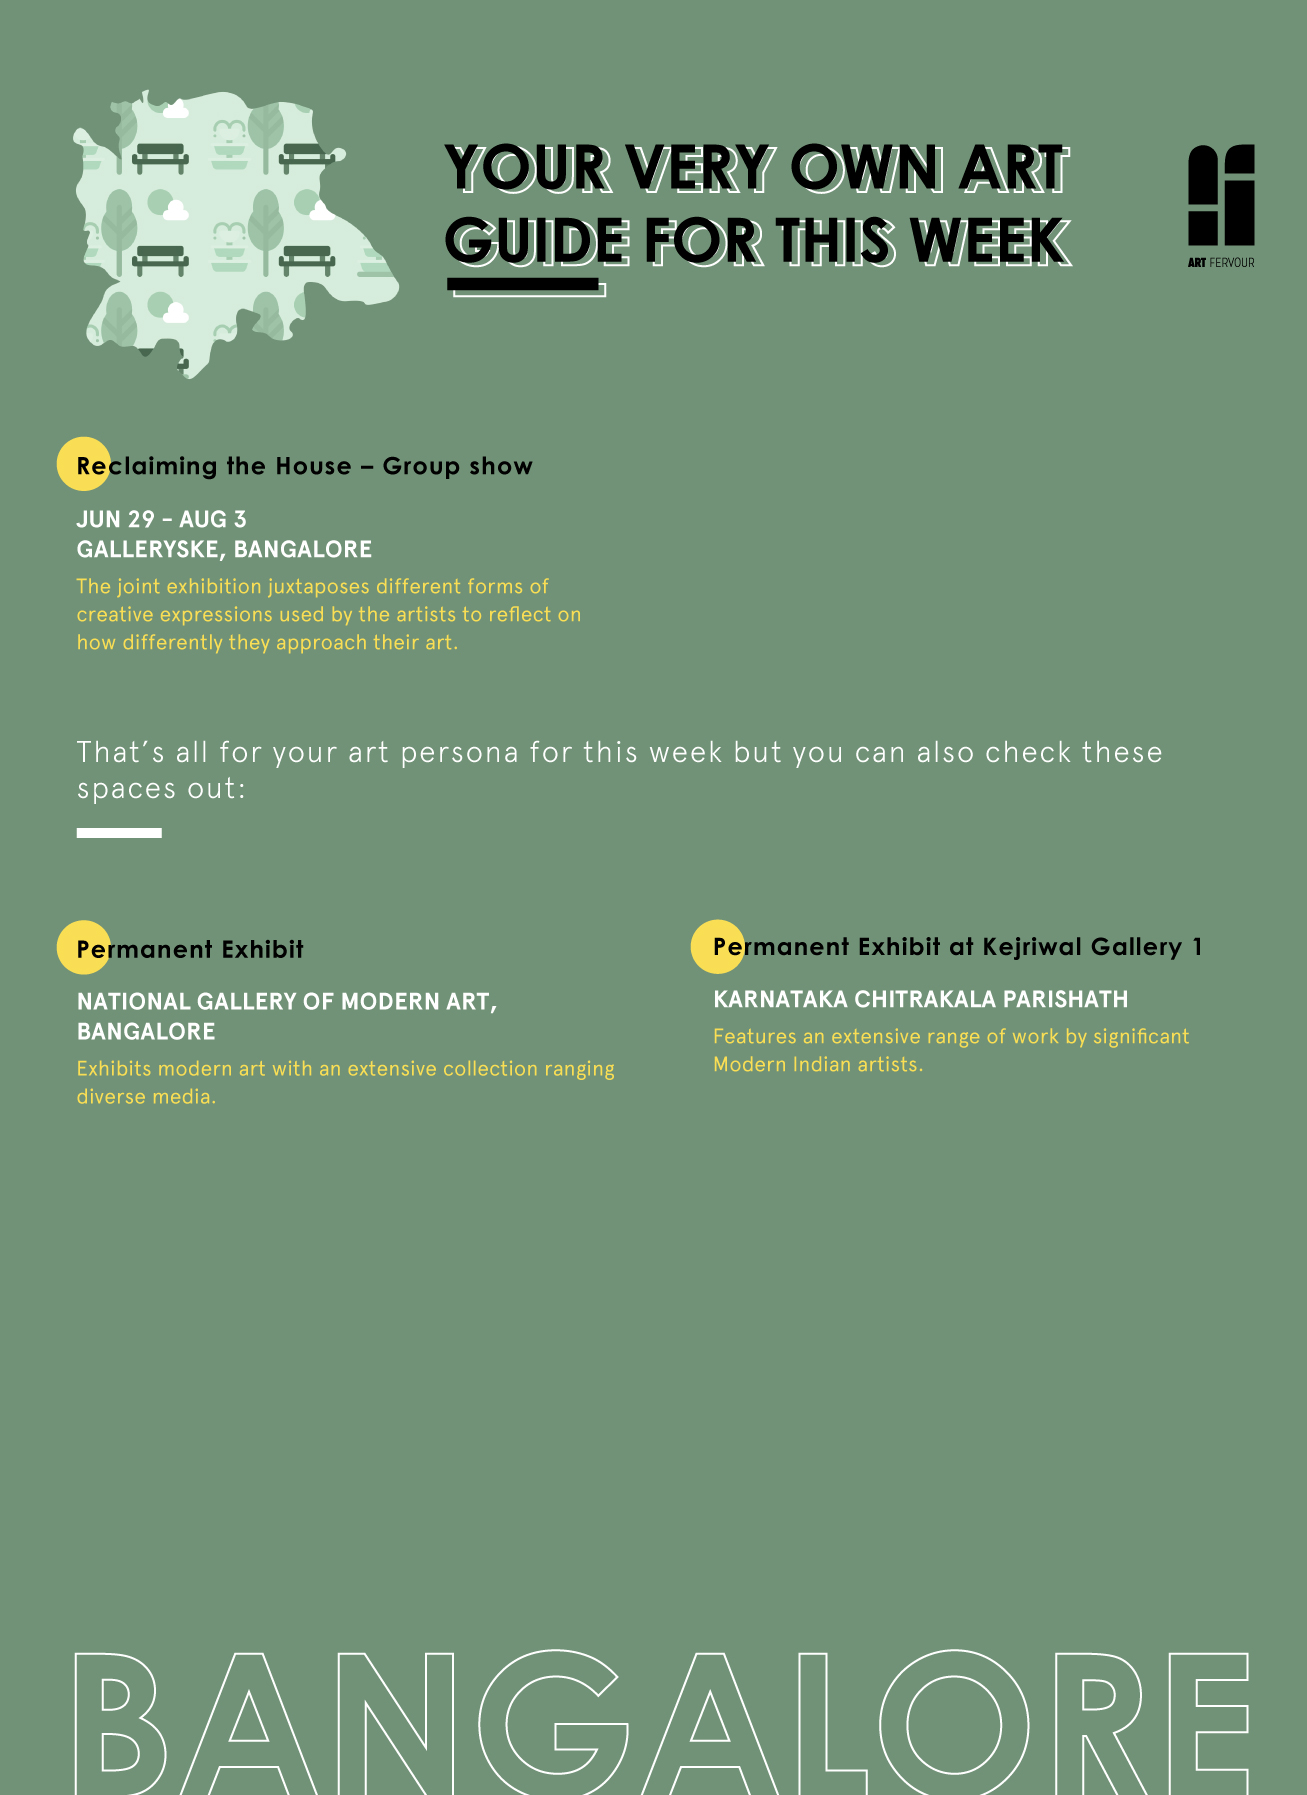 YOUR VERY OWN ART
GUIDE FOR THIS WEEK
ART FERVOUR
Reclaiming the House – Group show
JUN 29 – AUG 3
GALLERYSKE, BANGALORE
The joint exhibition juxtaposes different forms of
creative expressions used by the artists to reflect on
how differently they approach their art.
That's all for your art persona for this week but you can also check these
spaces out:
Permanent Exhibit
NATIONAL GALLERY OF MODERN ART,
BANGALORE
Exhibits modern art with an extensive collection ranging
diverse media.
Permanent Exhibit at Kejriwal Gallery 1
KARNATAKA CHITRAKALA PARISHATH
Features an extensive range of work by significant
Modern Indian artists.
BANGALORE